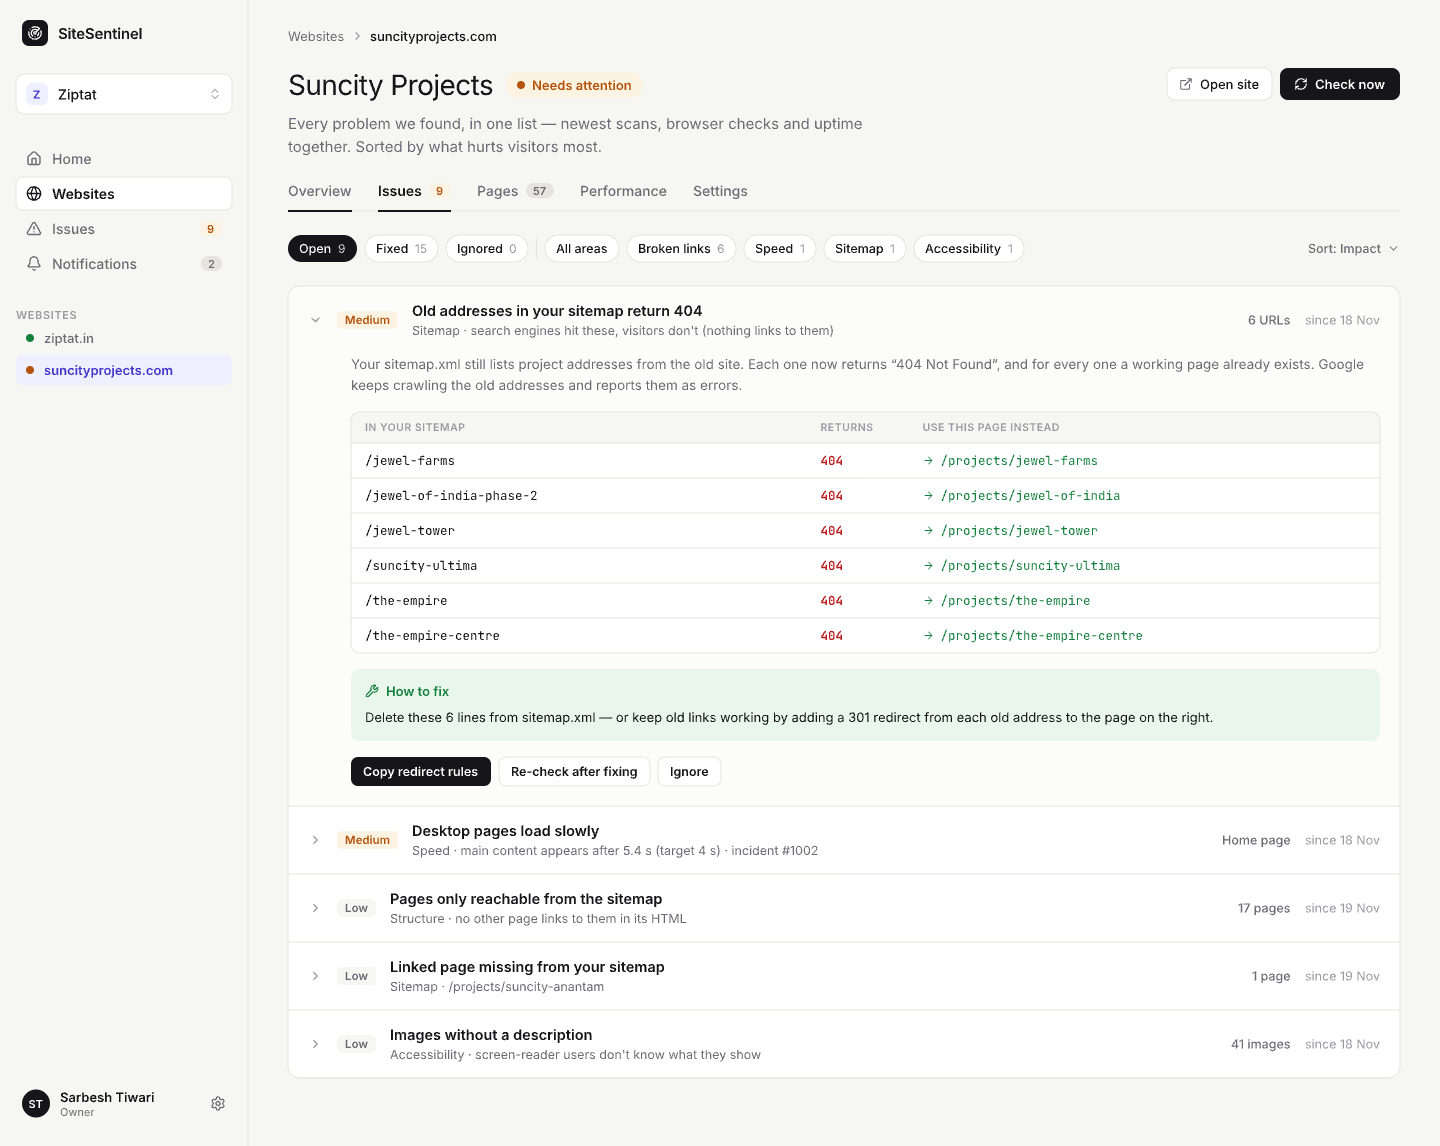 SiteSentinel
Z Ziptat
Home
Websites
Issues 9
Notifications 2
WEBSITES
ziptat.in
suncityprojects.com
ST Sarbesh Tiwari
Owner
Websites suncityprojects.com
Suncity Projects Needs attention
Open site Check now
Every problem we found, in one list — newest scans, browser checks and uptime
together. Sorted by what hurts visitors most.
Overview Issues 9 Pages 57 Performance Settings
Open 9 Fixed 15 Ignored 0 All areas Broken links 6 Speed 1 Sitemap 1 Accessibility 1 Sort: Impact
Medium Old addresses in your sitemap return 404 6 URLs since 18 Nov
Sitemap · search engines hit these, visitors don't (nothing links to them)
Your sitemap.xml still lists project addresses from the old site. Each one now returns “404 Not Found”, and for every one a working page already exists. Google
keeps crawling the old addresses and reports them as errors.
IN YOUR SITEMAP RETURNS USE THIS PAGE INSTEAD
/jewel-farms 404 → /projects/jewel-farms
/jewel-of-india-phase-2 404 → /projects/jewel-of-india
/jewel-tower 404 → /projects/jewel-tower
/suncity-ultima 404 → /projects/suncity-ultima
/the-empire 404 → /projects/the-empire
/the-empire-centre 404 → /projects/the-empire-centre
How to fix
Delete these 6 lines from sitemap.xml — or keep old links working by adding a 301 redirect from each old address to the page on the right.
Copy redirect rules Re-check after fixing Ignore
Medium Desktop pages load slowly Home page since 18 Nov
Speed · main content appears after 5.4 s (target 4 s) · incident #1002
Low Pages only reachable from the sitemap 17 pages since 19 Nov
Structure · no other page links to them in its HTML
Low Linked page missing from your sitemap 1 page since 19 Nov
Sitemap · /projects/suncity-anantam
Low Images without a description 41 images since 18 Nov
Accessibility · screen-reader users don't know what they show